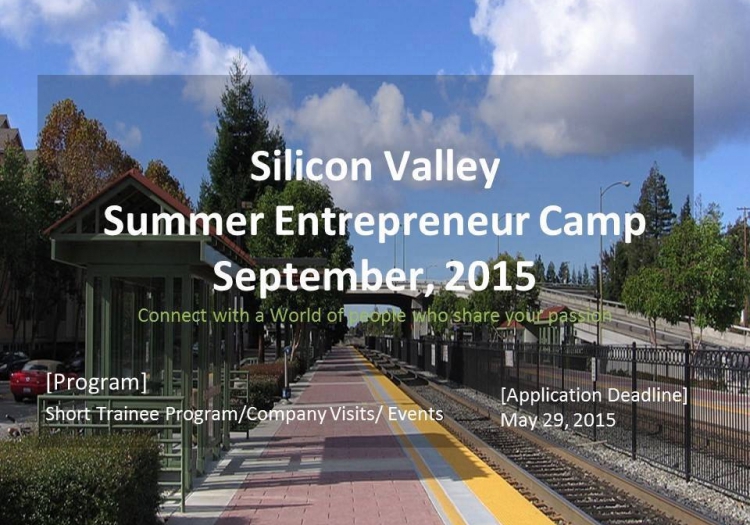 Silicon Valley
Summer Entrepreneur Camp
September, 2015
Connect with a World of people who share your passion
[Program]
Short Trainee Program/Company Visits/ Events
[Application Deadline]
May 29, 2015